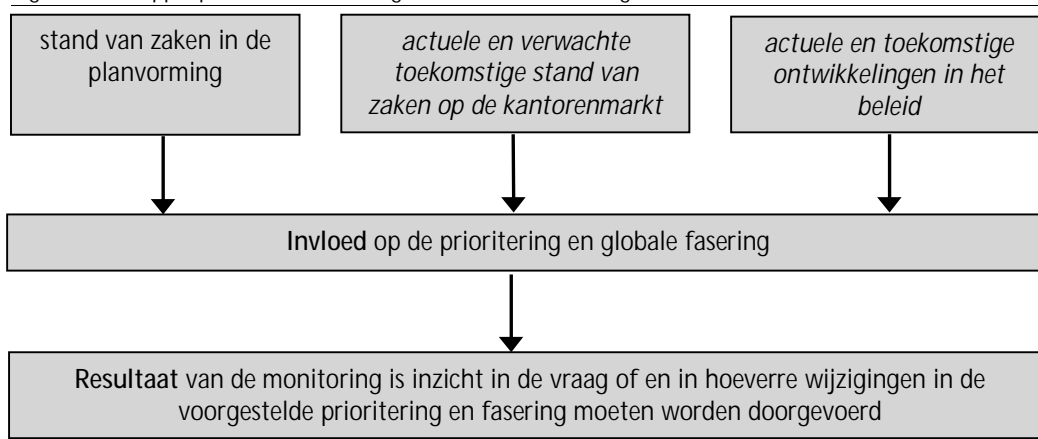 stand van zaken in de
planvorming
actuele en verwachte
toekomstige stand van
zaken op de kantorenmarkt
actuele en toekomstige
ontwikkelingen in het
beleid
Invloed op de prioritering en globale fasering
Resultaat van de monitoring is inzicht in de vraag of en in hoeverre wijzigingen in de
voorgestelde prioritering en fasering moeten worden doorgevoerd